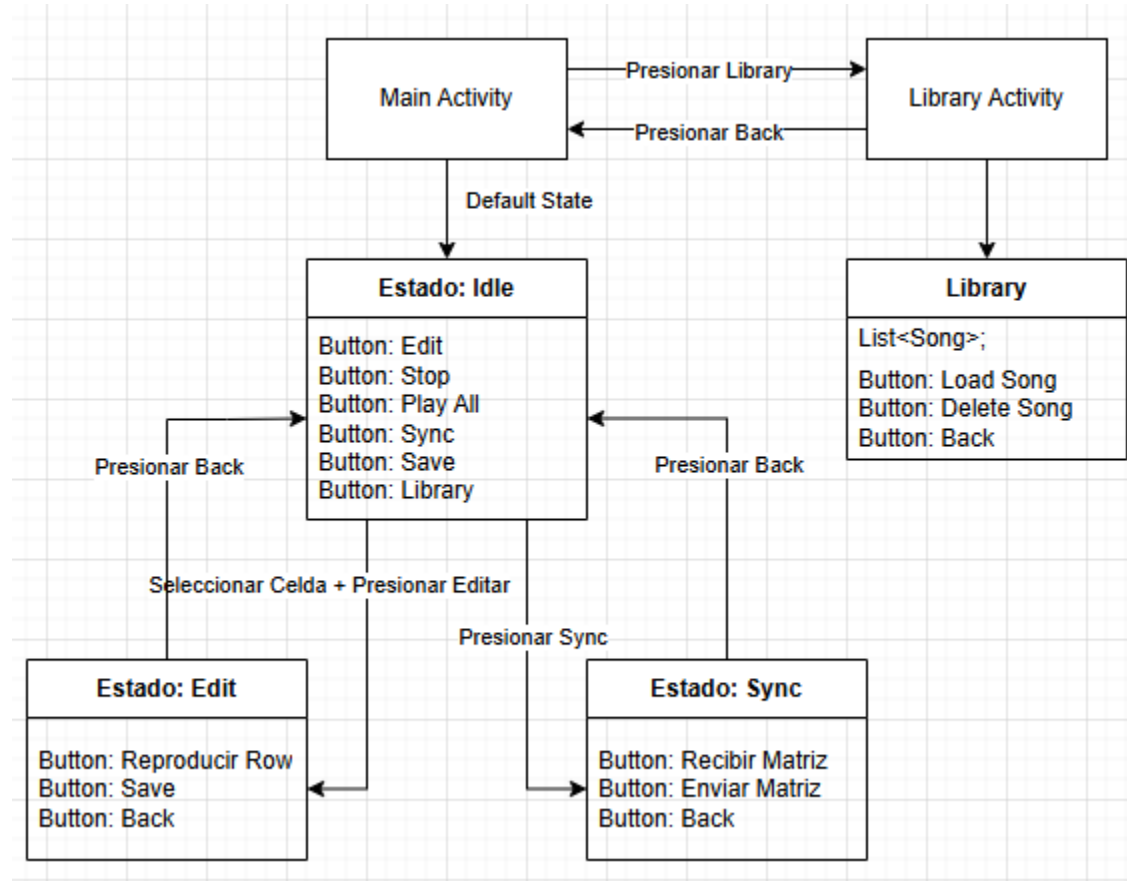 Main Activity
Presionar Library
Library Activity
Presionar Back
Default State
Estado: Idle
Button: Edit
Button: Stop
Button: Play All
Button: Sync
Button: Save
Button: Library
Library
List<Song>;
Button: Load Song
Button: Delete Song
Button: Back
Presionar Back
Presionar Back
Seleccionar Celda + Presionar Editar
Presionar Sync
Estado: Edit
Button: Reproducir Row
Button: Save
Button: Back
Estado: Sync
Button: Recibir Matriz
Button: Enviar Matriz
Button: Back